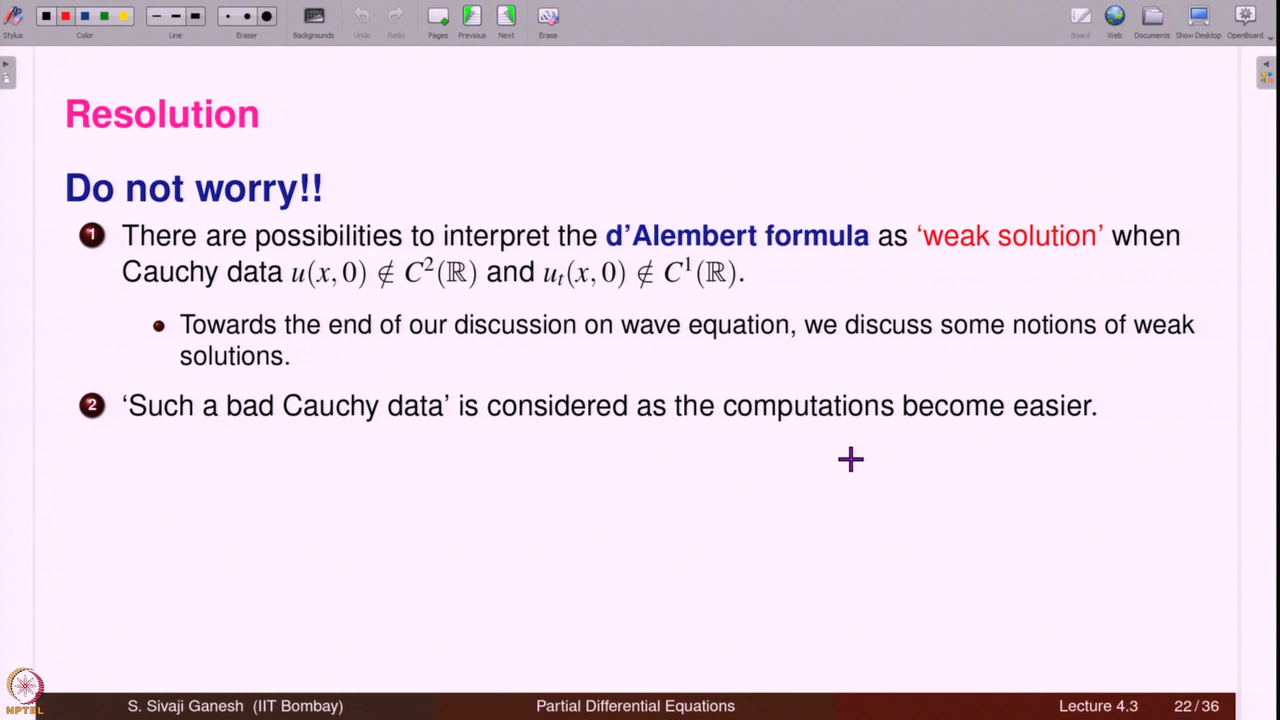 Stylus Color Line Eraser Backgrounds Undo Redo Pages Previous Next Erase Board Web Documents Show Desktop OpenBoard
Resolution
Do not worry!!
1 There are possibilities to interpret the d'Alembert formula as 'weak solution' when
Cauchy data u(x, 0) ∉ C²(ℝ) and uₜ(x, 0) ∉ C¹(ℝ).
• Towards the end of our discussion on wave equation, we discuss some notions of weak
solutions.
2 'Such a bad Cauchy data' is considered as the computations become easier.
NPTEL
S. Sivaji Ganesh (IIT Bombay) Partial Differential Equations Lecture 4.3 22 / 36